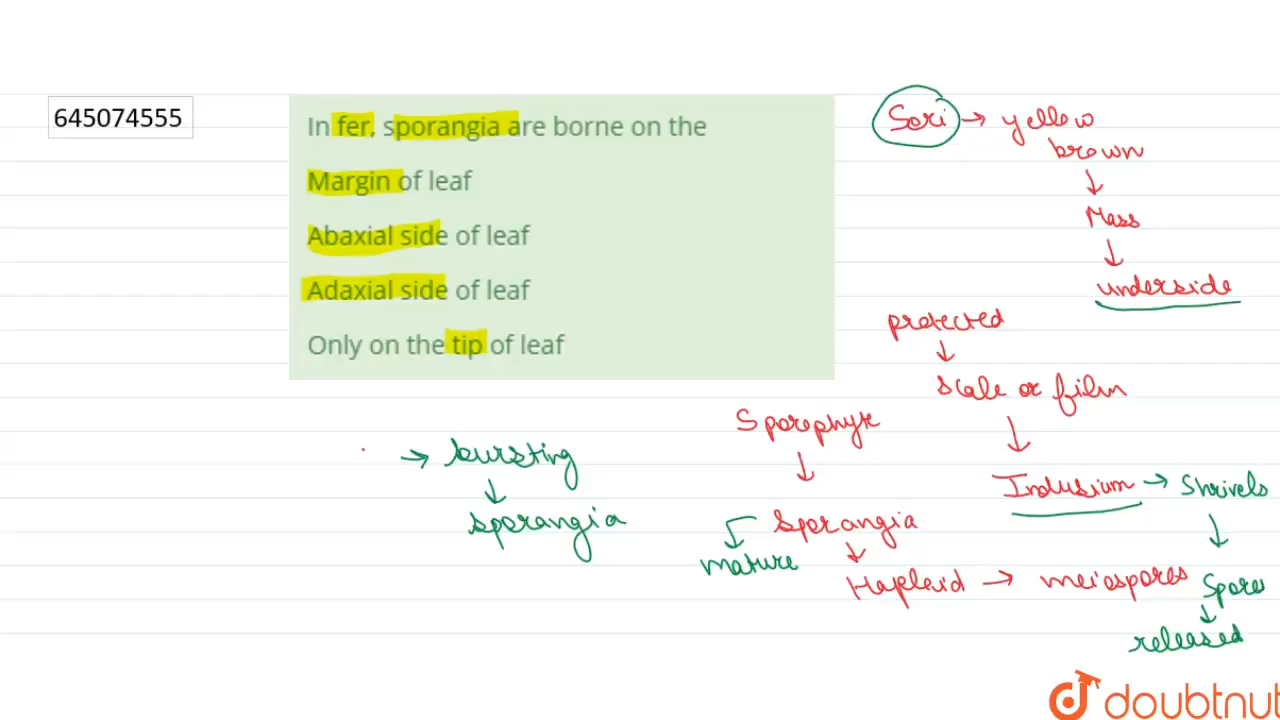 645074555
In fer, sporangia are borne on the
Margin of leaf
Abaxial side of leaf
Adaxial side of leaf
Only on the tip of leaf
Sori → yellow
brown
↓
Mass
↓
underside
protected
↓
scale or film
↓
Indusium → Shrivels
↓
Spores
↓
released
Sporophyte
↓
Sporangia
mature
↓
Haploid → meiospores
→ bursting
↓
sporangia
doubtnut